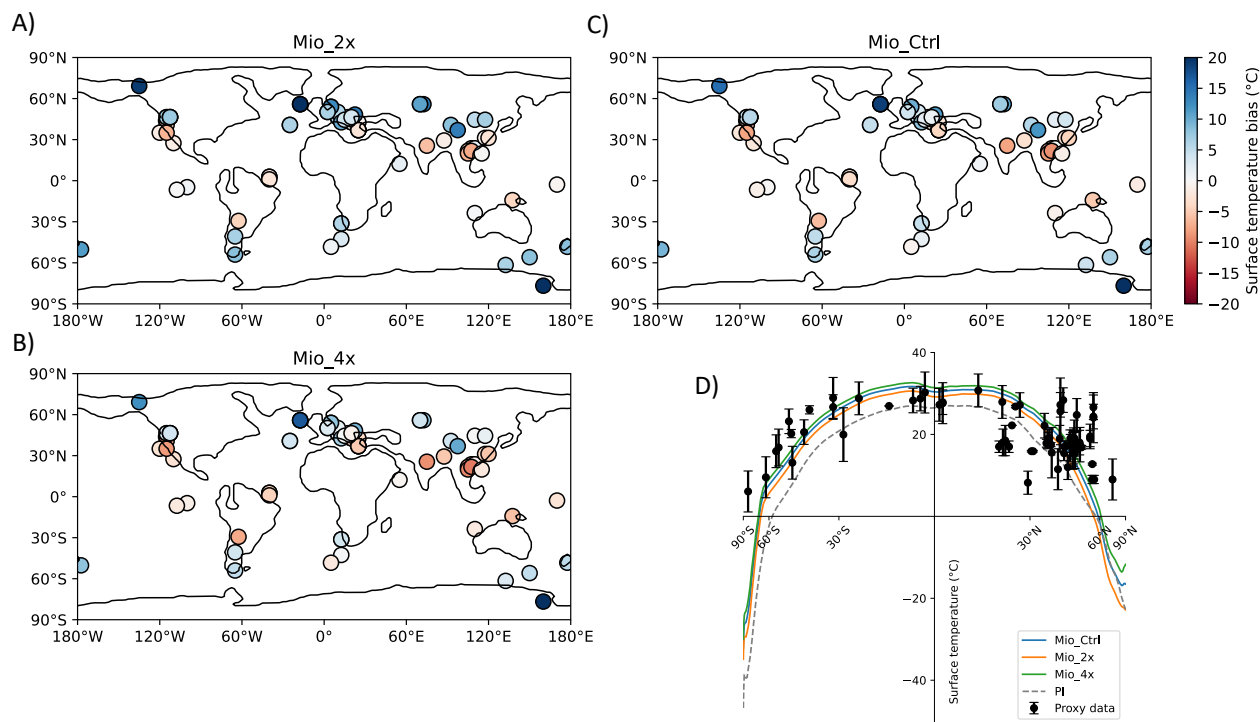 A)
Mio_2x
90°N
60°N
30°N
0°
30°S
60°S
90°S
180°W
120°W
60°W
0°
60°E
120°E
180°E
B)
Mio_4x
90°N
60°N
30°N
0°
30°S
60°S
90°S
180°W
120°W
60°W
0°
60°E
120°E
180°E
C)
Mio_Ctrl
90°N
60°N
30°N
0°
30°S
60°S
90°S
180°W
120°W
60°W
0°
60°E
120°E
180°E
20
15
10
5
0
−5
−10
−15
−20
Surface temperature bias (°C)
D)
40
20
−20
−40
90°S
60°S
30°S
30°N
60°N
90°N
Surface temperature (°C)
Mio_Ctrl
Mio_2x
Mio_4x
PI
Proxy data